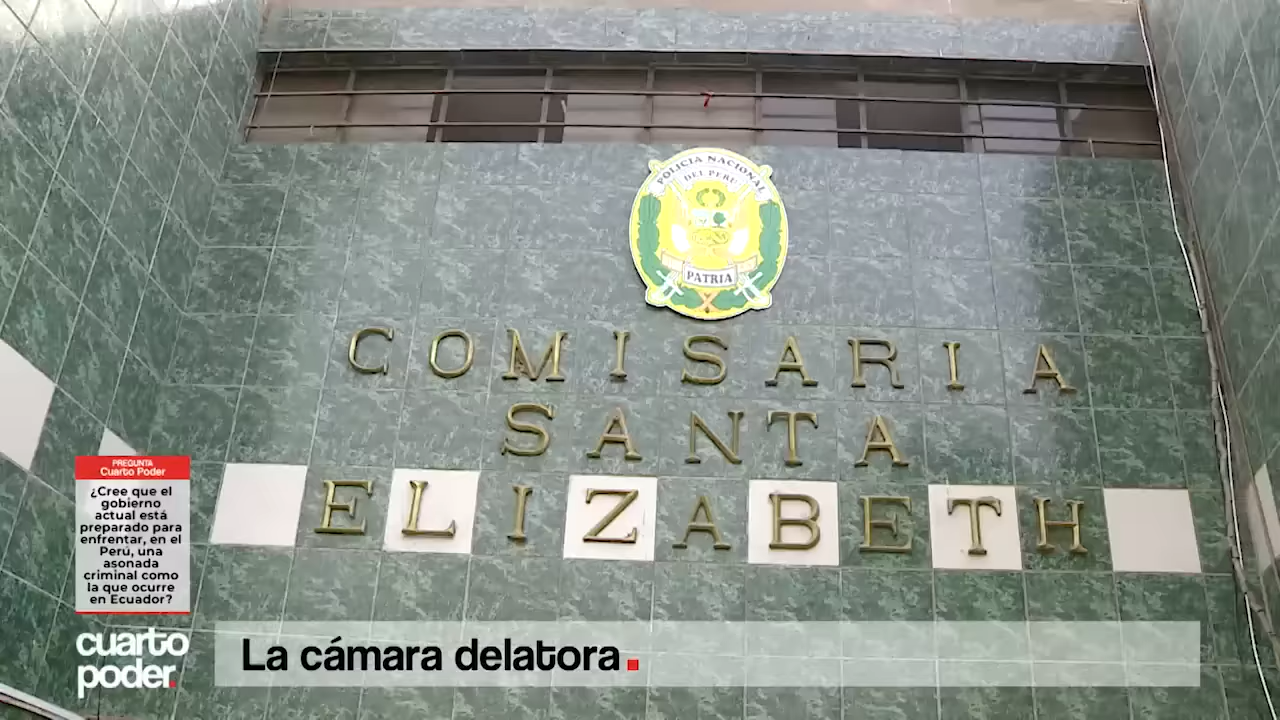 POLICIA NACIONAL
DEL PERU
PATRIA
COMISARIA
SANTA
ELIZABETH
PREGUNTA
Cuarto Poder
¿Cree que el
gobierno
actual está
preparado para
enfrentar, en el
Perú, una
asonada
criminal como
la que ocurre
en Ecuador?
cuarto
poder.
La cámara delatora.